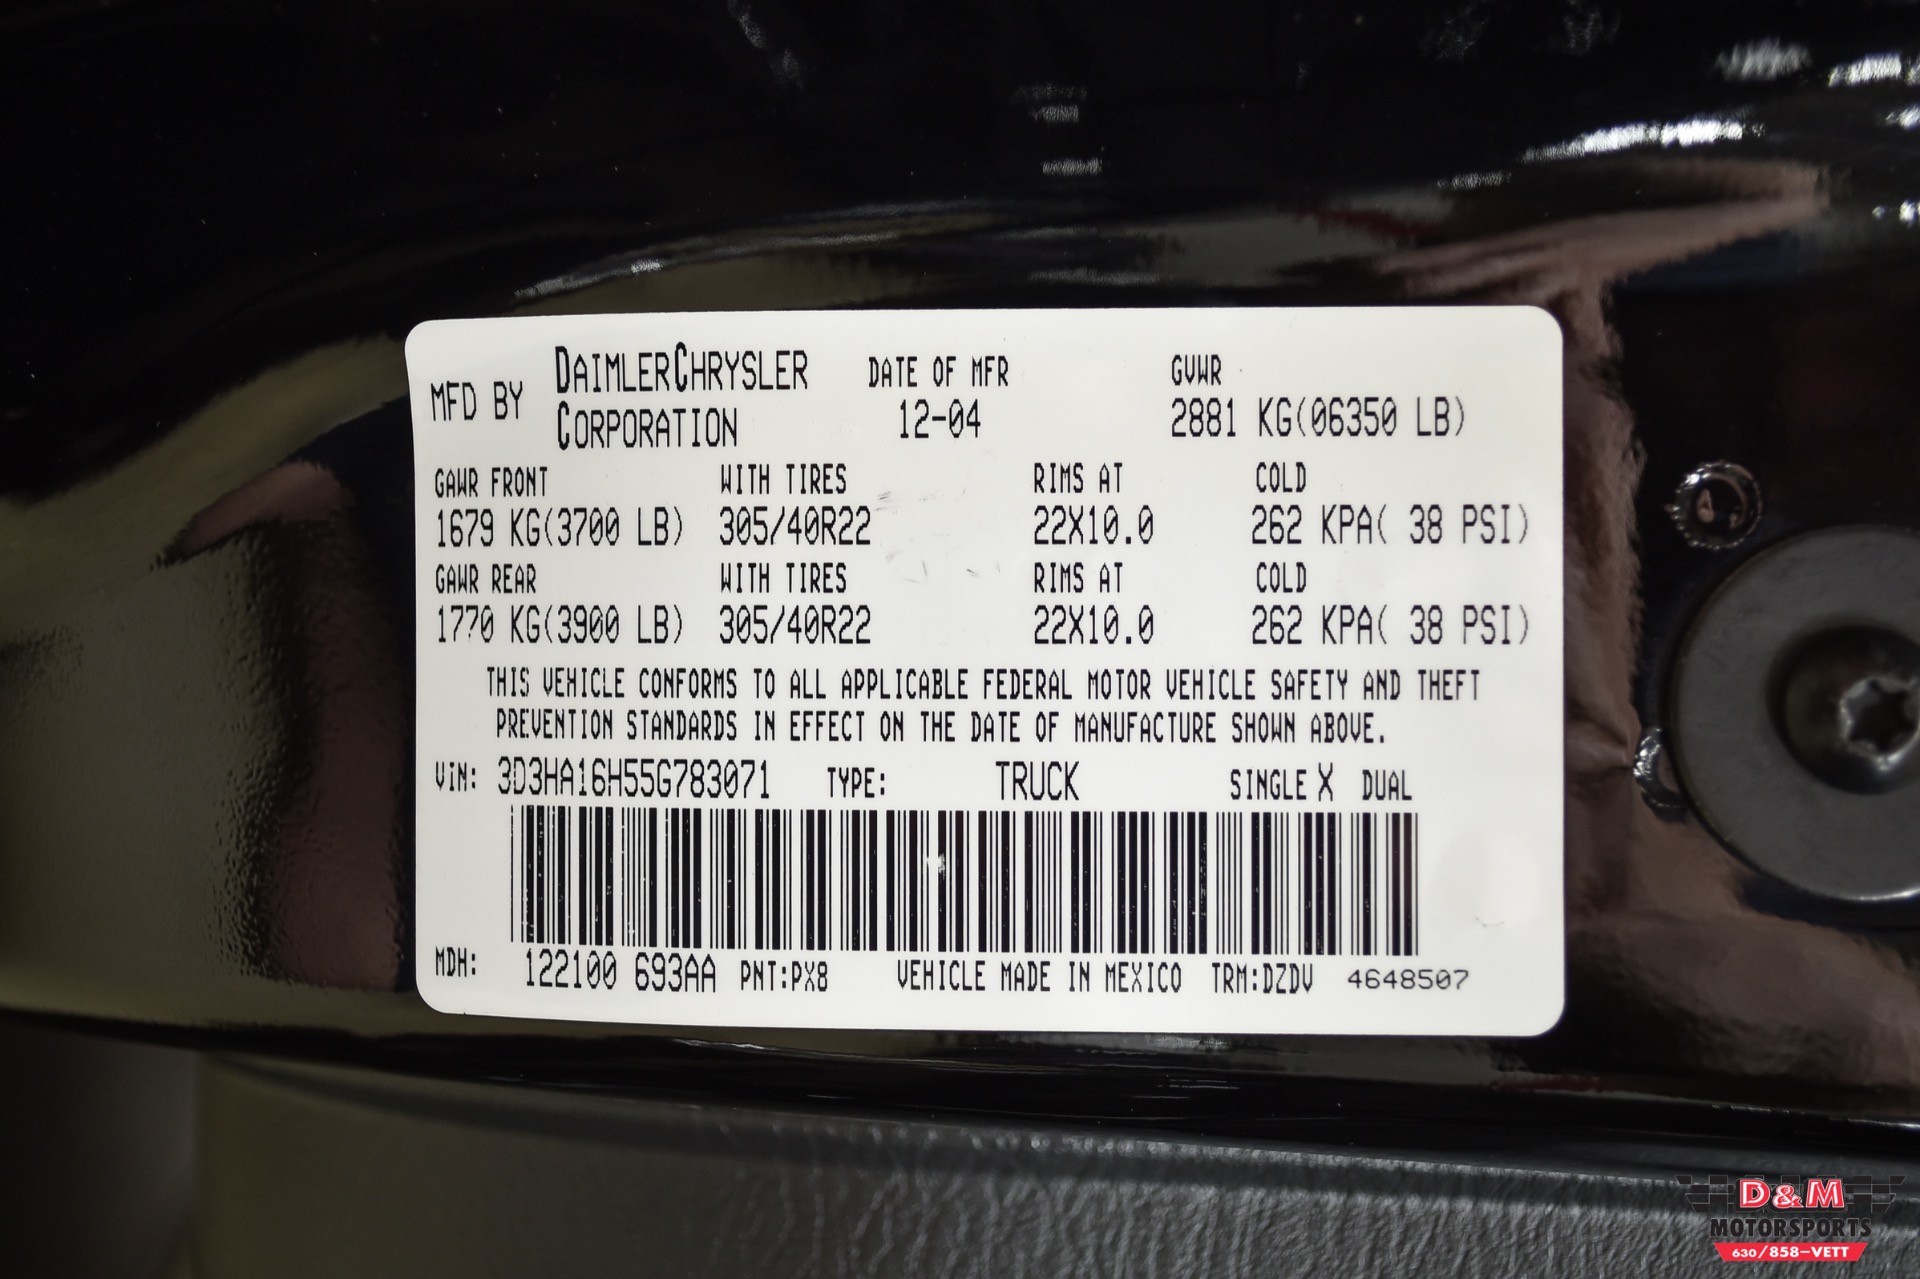 MFD BY DAIMLERCHRYSLER CORPORATION DATE OF MFR 12-04 GVWR 2881 KG(06350 LB)
GAWR FRONT WITH TIRES RIMS AT COLD
1679 KG(3700 LB) 305/40R22 22X10.0 262 KPA( 38 PSI)
GAWR REAR WITH TIRES RIMS AT COLD
1770 KG(3900 LB) 305/40R22 22X10.0 262 KPA( 38 PSI)
THIS VEHICLE CONFORMS TO ALL APPLICABLE FEDERAL MOTOR VEHICLE SAFETY AND THEFT
PREVENTION STANDARDS IN EFFECT ON THE DATE OF MANUFACTURE SHOWN ABOVE.
VIN: 3D3HA16H55G783071 TYPE: TRUCK SINGLE X DUAL
MDH: 122100 693AA PNT:PX8 VEHICLE MADE IN MEXICO TRM:DZDV 4648507
D&M
MOTORSPORTS
630/858-VETT